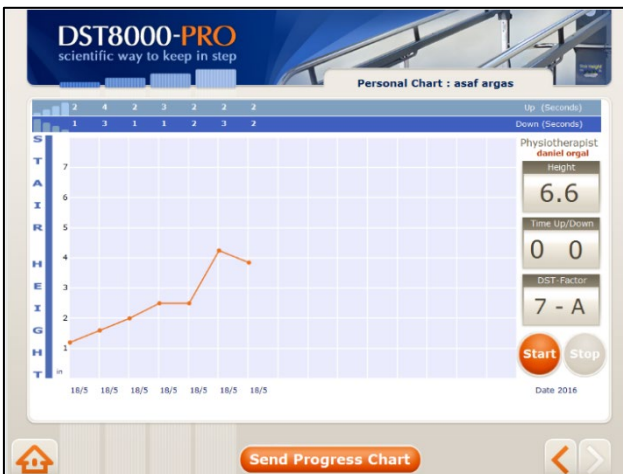 DST8000-PRO
scientific way to keep in step
Personal Chart : asaf argas
2 4 2 3 2 2 2 Up (Seconds)
1 3 1 1 2 3 2 Down (Seconds)
STAIR HEIGHT
7
6
5
4
3
2
1
in
18/5 18/5 18/5 18/5 18/5 18/5 18/5
Date 2016
Physiotherapist
daniel orgal
Height
6.6
Time Up/Down
0 0
DST-Factor
7 - A
Start Stop
Send Progress Chart